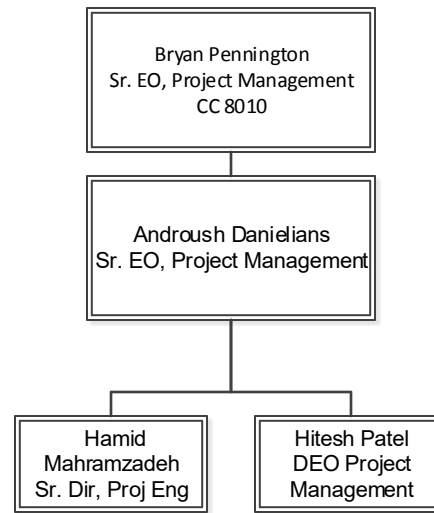 Bryan Pennington
Sr. EO, Project Management
CC 8010
Androush Danielians
Sr. EO, Project Management
Hamid
Mahramzadeh
Sr. Dir, Proj Eng
Hitesh Patel
DEO Project
Management